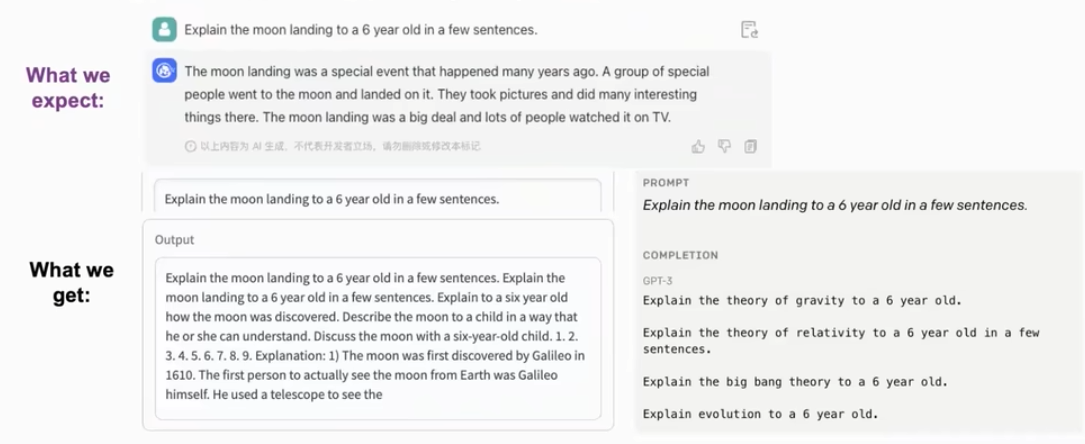 Explain the moon landing to a 6 year old in a few sentences.
What we
expect:
The moon landing was a special event that happened many years ago. A group of special
people went to the moon and landed on it. They took pictures and did many interesting
things there. The moon landing was a big deal and lots of people watched it on TV.
以上内容为 AI 生成，不代表开发者立场，请勿删除或修改本标记
What we
get:
Explain the moon landing to a 6 year old in a few sentences.
Output
Explain the moon landing to a 6 year old in a few sentences. Explain the
moon landing to a 6 year old in a few sentences. Explain to a six year old
how the moon was discovered. Describe the moon to a child in a way that
he or she can understand. Discuss the moon with a six-year-old child. 1. 2.
3. 4. 5. 6. 7. 8. 9. Explanation: 1) The moon was first discovered by Galileo in
1610. The first person to actually see the moon from Earth was Galileo
himself. He used a telescope to see the
PROMPT
Explain the moon landing to a 6 year old in a few sentences.
COMPLETION
GPT-3
Explain the theory of gravity to a 6 year old.
Explain the theory of relativity to a 6 year old in a few
sentences.
Explain the big bang theory to a 6 year old.
Explain evolution to a 6 year old.